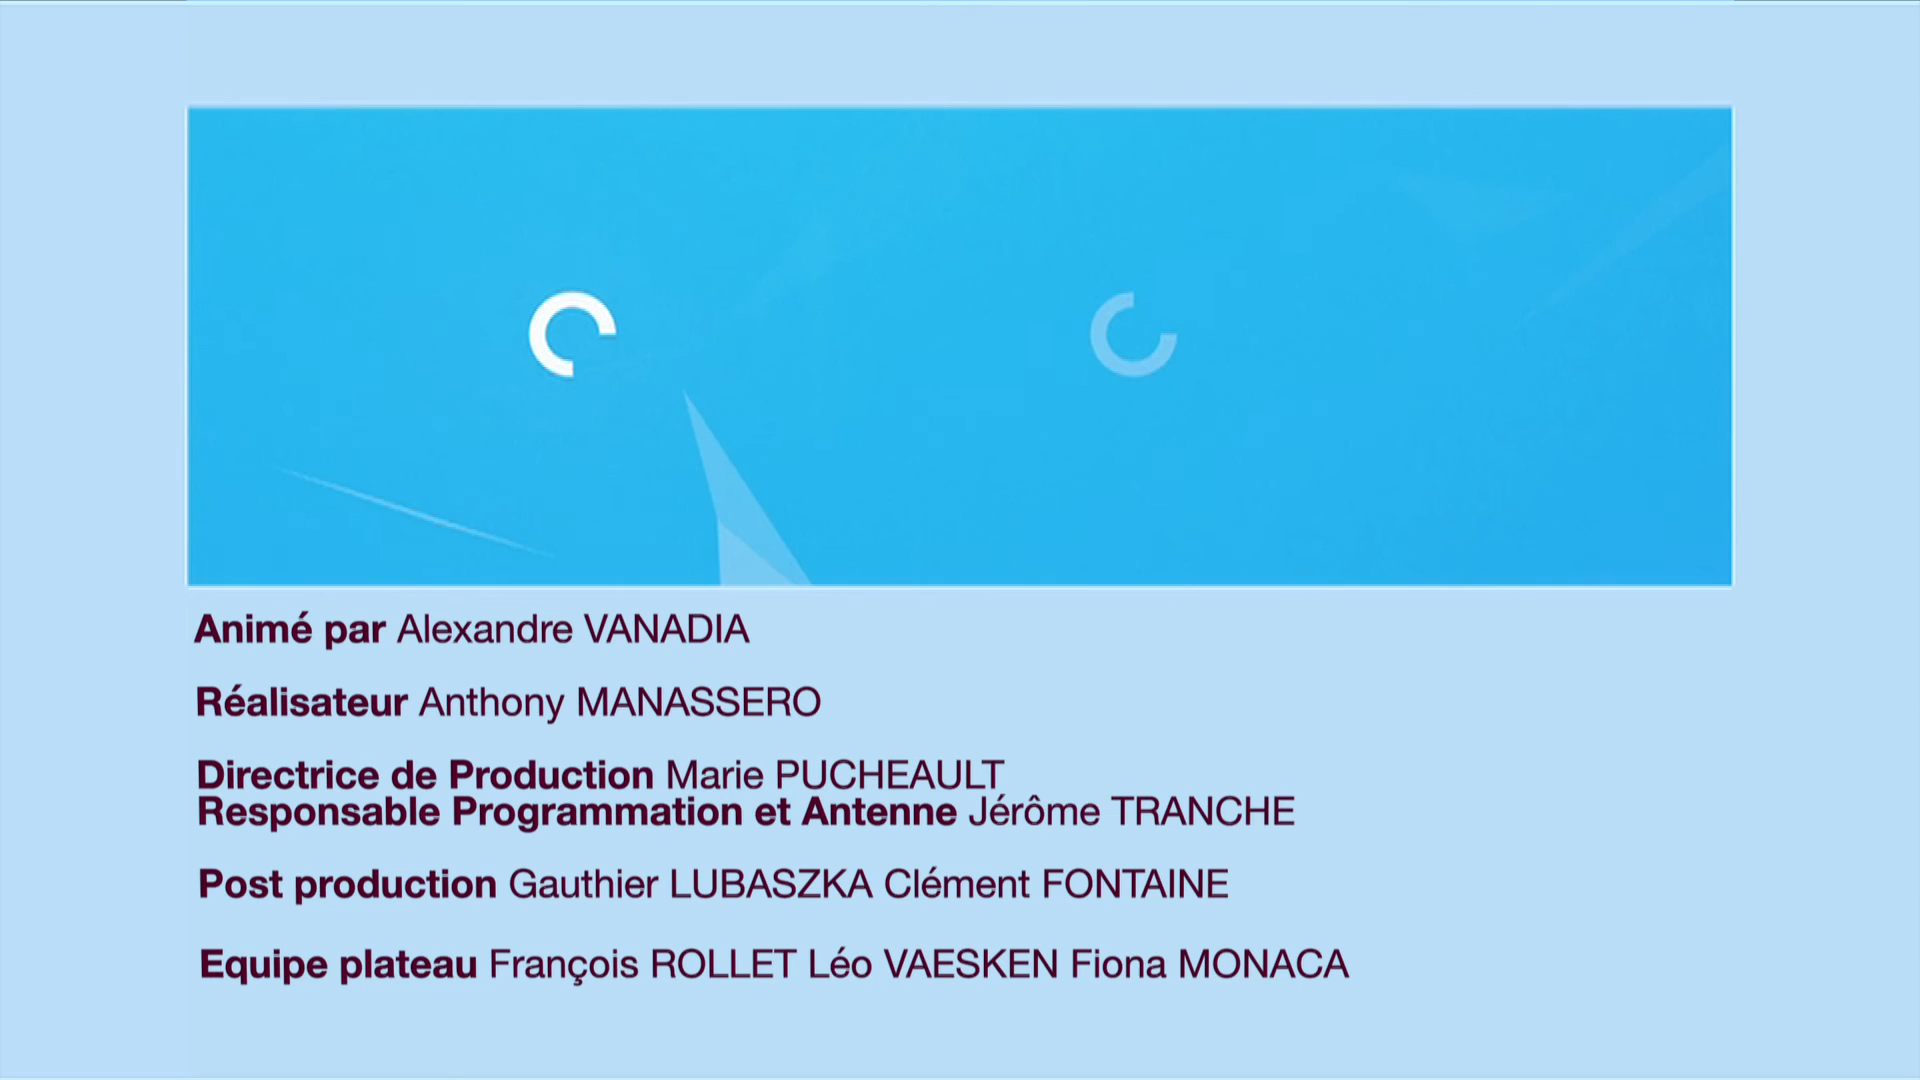 Animé par Alexandre VANADIA
Réalisateur Anthony MANASSERO
Directrice de Production Marie PUCHEAULT
Responsable Programmation et Antenne Jérôme TRANCHE
Post production Gauthier LUBASZKA Clément FONTAINE
Equipe plateau François ROLLET Léo VAESKEN Fiona MONACA